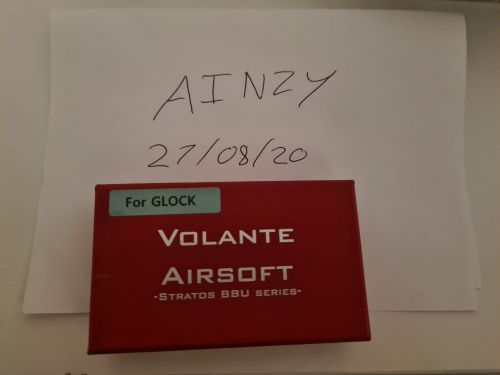 AINZY
27/08/20
For GLOCK
VOLANTE
AIRSOFT
-STRATOS BBU SERIES-